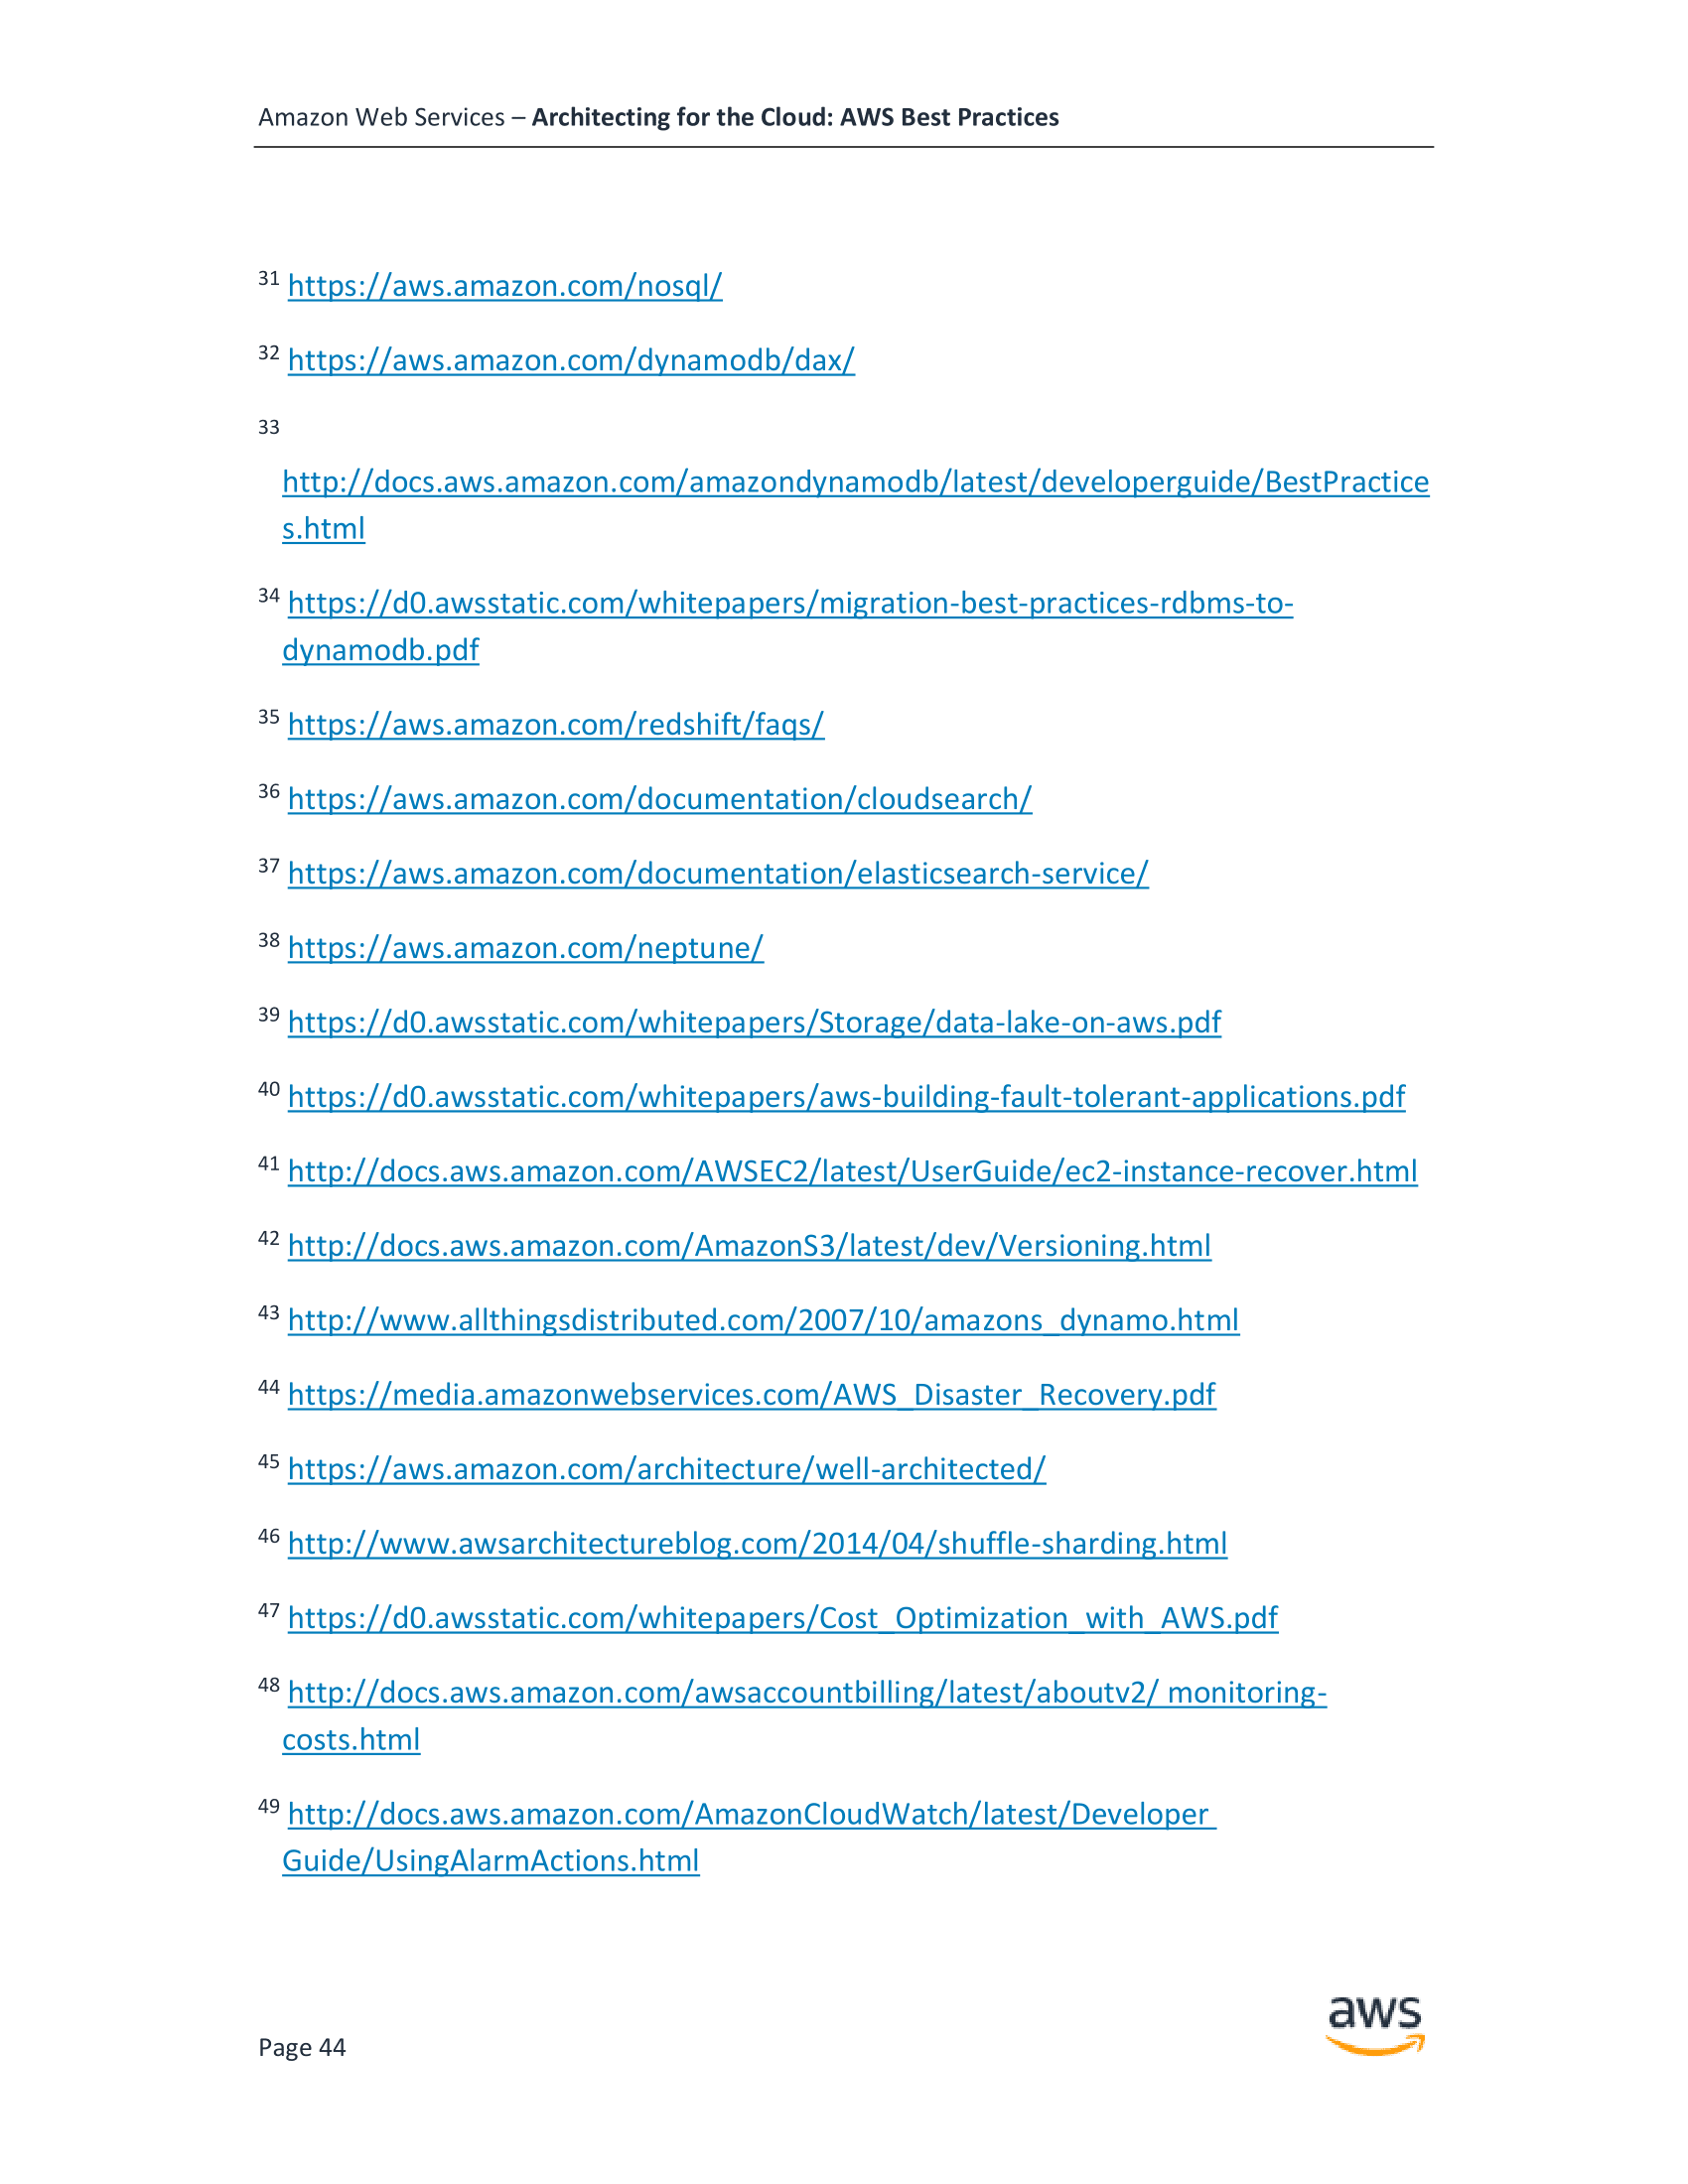 Amazon Web Services – Architecting for the Cloud: AWS Best Practices
31 https://aws.amazon.com/nosql/
32 https://aws.amazon.com/dynamodb/dax/
33
http://docs.aws.amazon.com/amazondynamodb/latest/developerguide/BestPractice
s.html
34 https://d0.awsstatic.com/whitepapers/migration-best-practices-rdbms-to-
dynamodb.pdf
35 https://aws.amazon.com/redshift/faqs/
36 https://aws.amazon.com/documentation/cloudsearch/
37 https://aws.amazon.com/documentation/elasticsearch-service/
38 https://aws.amazon.com/neptune/
39 https://d0.awsstatic.com/whitepapers/Storage/data-lake-on-aws.pdf
40 https://d0.awsstatic.com/whitepapers/aws-building-fault-tolerant-applications.pdf
41 http://docs.aws.amazon.com/AWSEC2/latest/UserGuide/ec2-instance-recover.html
42 http://docs.aws.amazon.com/AmazonS3/latest/dev/Versioning.html
43 http://www.allthingsdistributed.com/2007/10/amazons_dynamo.html
44 https://media.amazonwebservices.com/AWS_Disaster_Recovery.pdf
45 https://aws.amazon.com/architecture/well-architected/
46 http://www.awsarchitectureblog.com/2014/04/shuffle-sharding.html
47 https://d0.awsstatic.com/whitepapers/Cost_Optimization_with_AWS.pdf
48 http://docs.aws.amazon.com/awsaccountbilling/latest/aboutv2/ monitoring-
costs.html
49 http://docs.aws.amazon.com/AmazonCloudWatch/latest/Developer
Guide/UsingAlarmActions.html
aws
Page 44